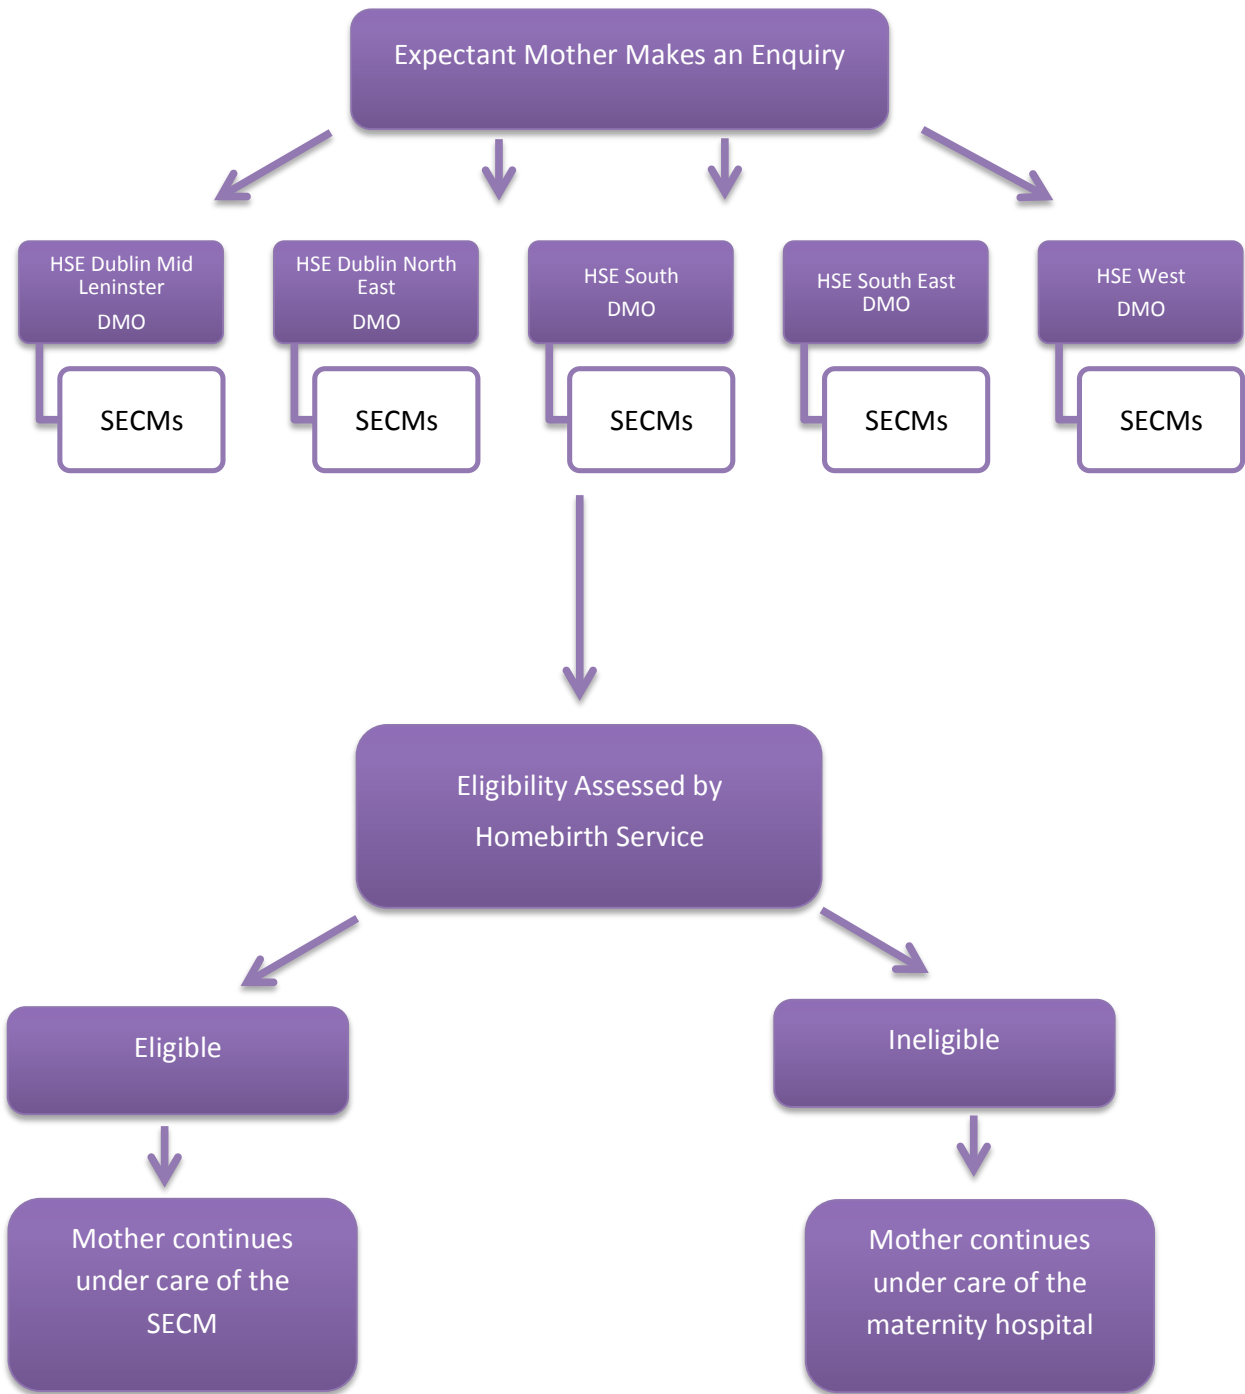 Expectant Mother Makes an Enquiry
HSE Dublin Mid
Leninster
DMO
HSE Dublin North
East
DMO
HSE South
DMO
HSE South East
DMO
HSE West
DMO
SECMs
SECMs
SECMs
SECMs
SECMs
Eligibility Assessed by
Homebirth Service
Eligible
Ineligible
Mother continues
under care of the
SECM
Mother continues
under care of the
maternity hospital